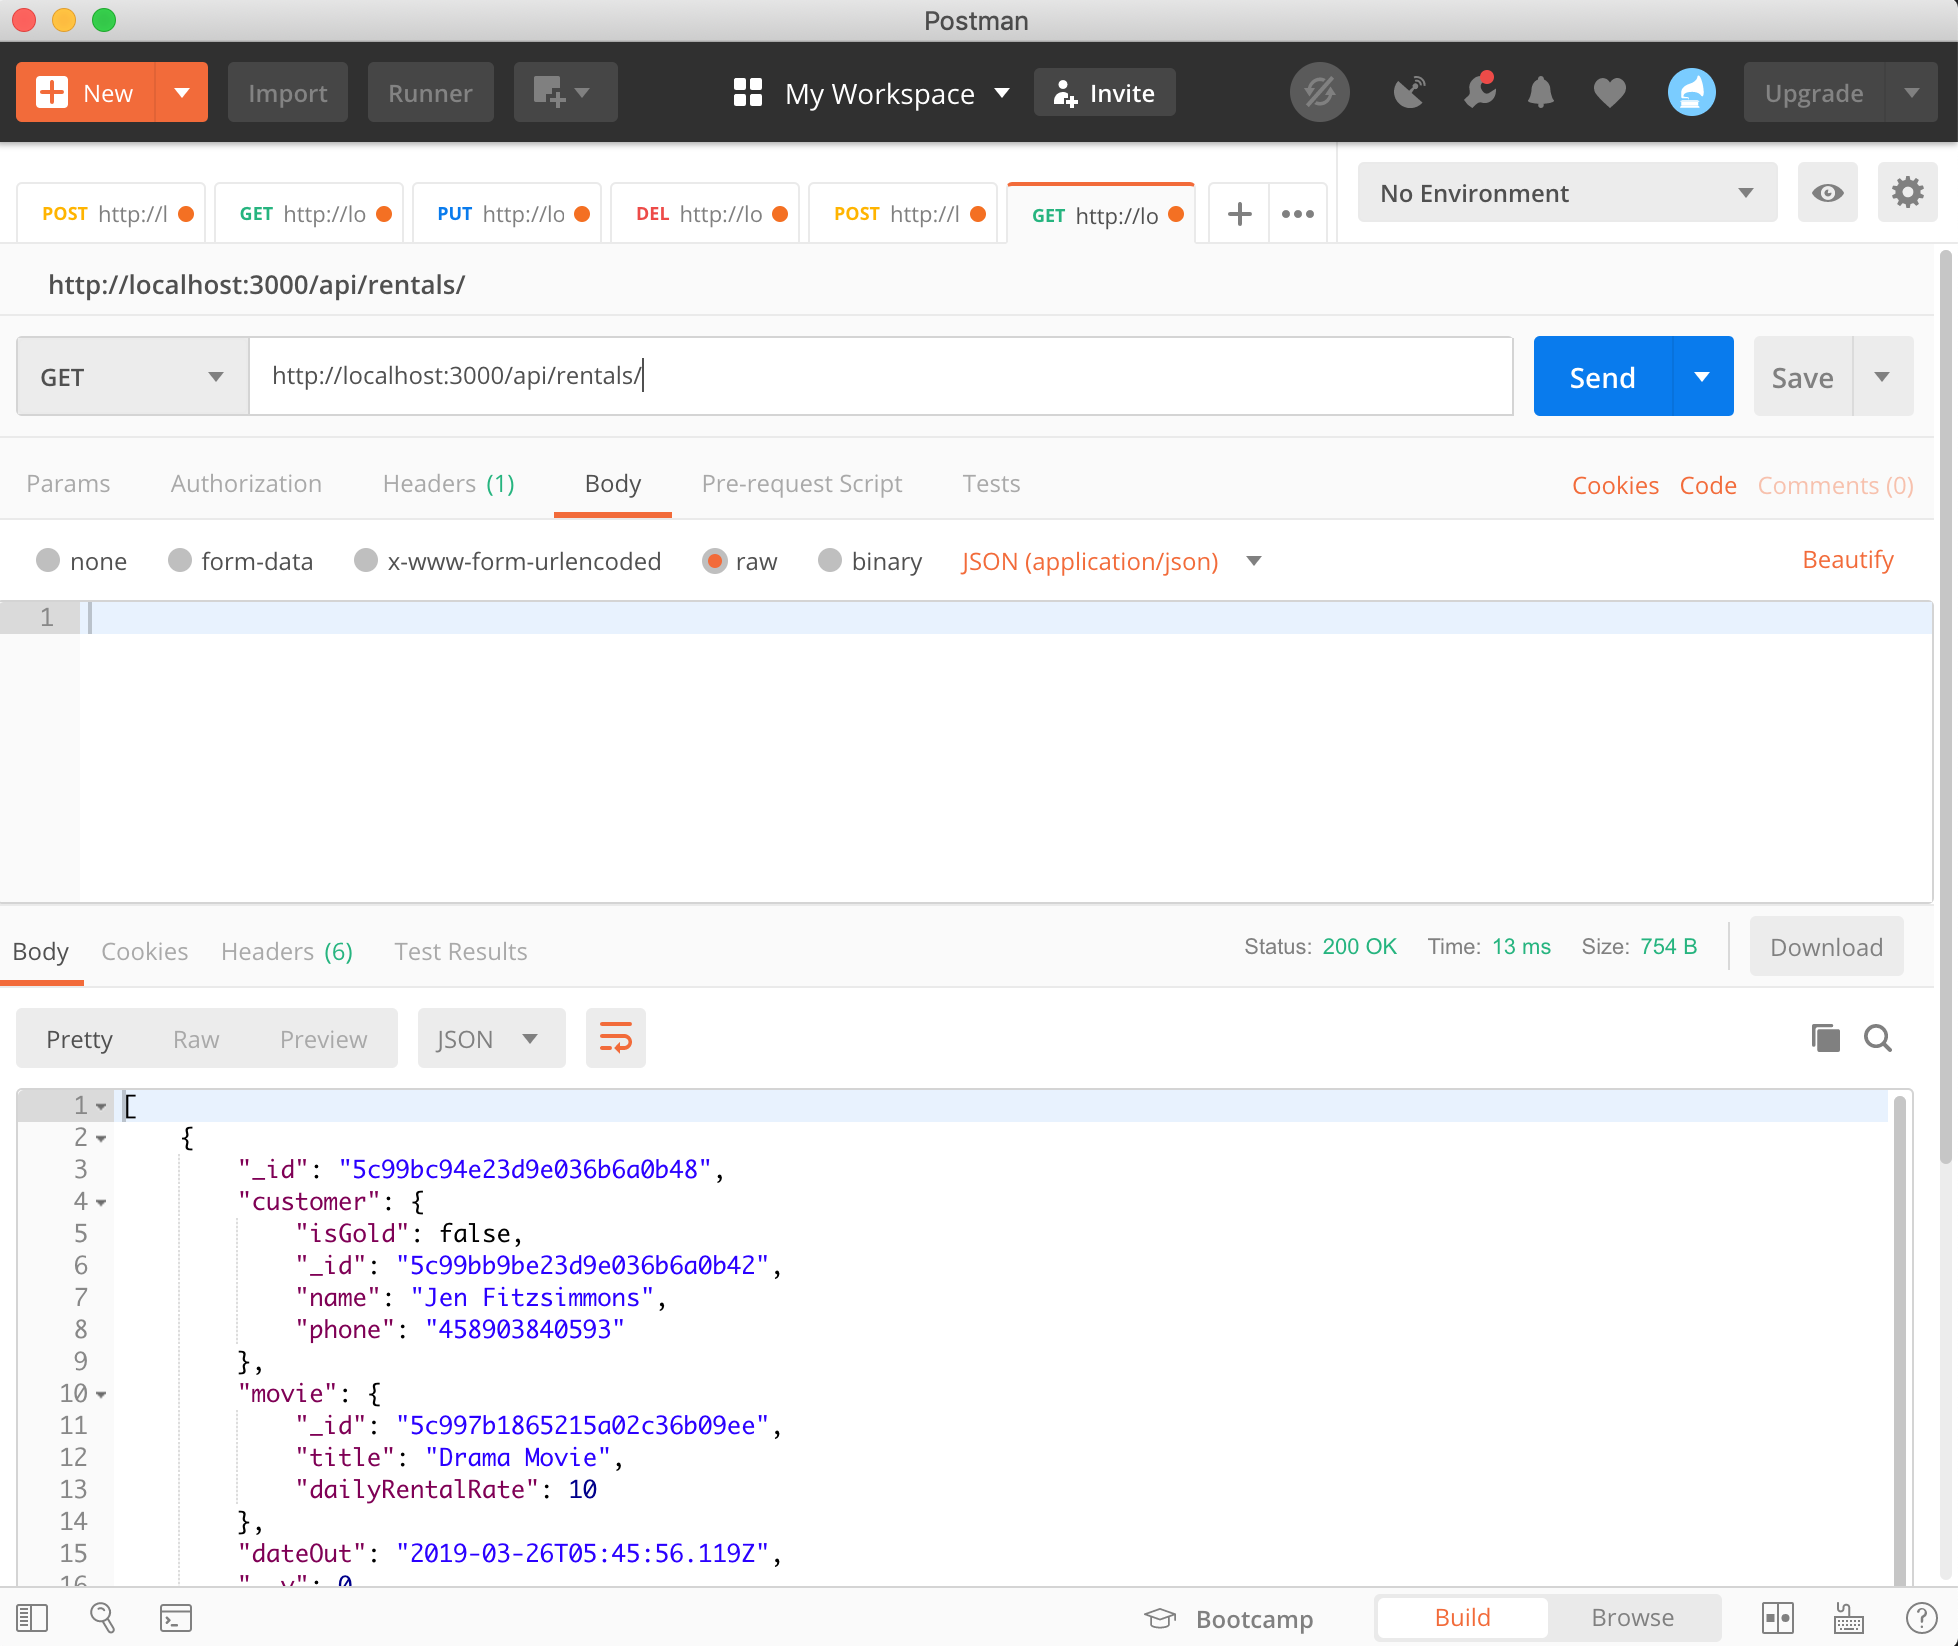 Postman
New
Import
Runner
My Workspace
Invite
Upgrade
POST http://l
GET http://lo
PUT http://lo
DEL http://lo
POST http://l
GET http://lo
No Environment
http://localhost:3000/api/rentals/
GET
http://localhost:3000/api/rentals/
Send
Save
Params
Authorization
Headers (1)
Body
Pre-request Script
Tests
Cookies
Code
Comments (0)
none
form-data
x-www-form-urlencoded
raw
binary
JSON (application/json)
Beautify
1
Body
Cookies
Headers (6)
Test Results
Status: 200 OK
Time: 13 ms
Size: 754 B
Download
Pretty
Raw
Preview
JSON
1 [
2 {
3 "_id": "5c99bc94e23d9e036b6a0b48",
4 "customer": {
5 "isGold": false,
6 "_id": "5c99bb9be23d9e036b6a0b42",
7 "name": "Jen Fitzsimmons",
8 "phone": "458903840593"
9 },
10 "movie": {
11 "_id": "5c997b1865215a02c36b09ee",
12 "title": "Drama Movie",
13 "dailyRentalRate": 10
14 },
15 "dateOut": "2019-03-26T05:45:56.119Z",
16 "__v": 0
Bootcamp
Build
Browse